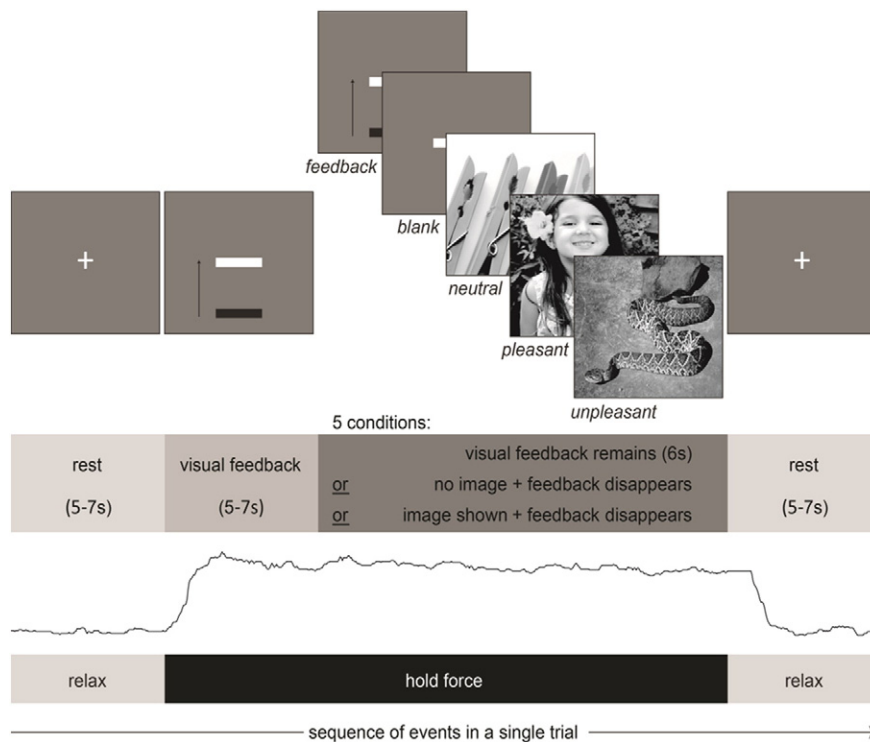 feedback
blank
neutral
pleasant
unpleasant
5 conditions:
rest
(5-7s)
visual feedback
(5-7s)
visual feedback remains (6s)
or no image + feedback disappears
or image shown + feedback disappears
rest
(5-7s)
relax
hold force
relax
sequence of events in a single trial